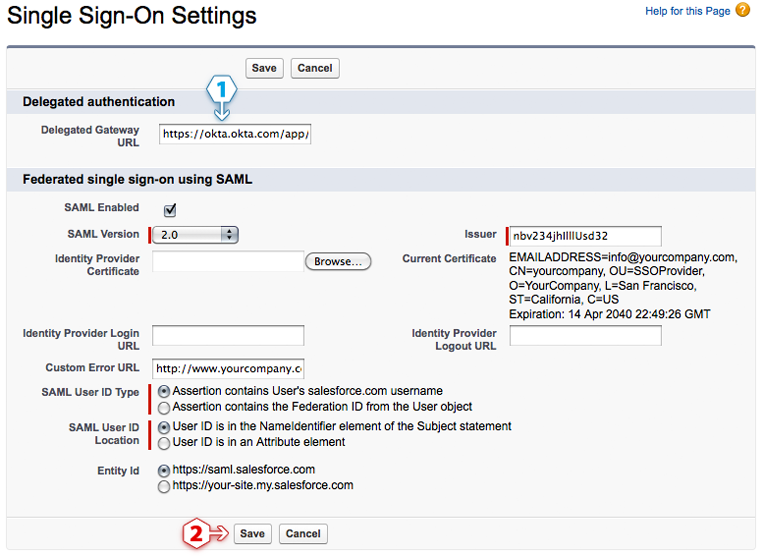 Single Sign-On Settings
Help for this Page ?
Save Cancel
1
Delegated authentication
Delegated Gateway
URL
https://okta.okta.com/app/
Federated single sign-on using SAML
SAML Enabled
SAML Version 2.0
Issuer nbv234jhIlllUsd32
Identity Provider
Certificate
Browse...
Current Certificate
EMAILADDRESS=info@yourcompany.com,
CN=yourcompany, OU=SSOProvider,
O=YourCompany, L=San Francisco,
ST=California, C=US
Expiration: 14 Apr 2040 22:49:26 GMT
Identity Provider Login
URL
Identity Provider
Logout URL
Custom Error URL http://www.yourcompany.c
SAML User ID Type
Assertion contains User's salesforce.com username
Assertion contains the Federation ID from the User object
SAML User ID
Location
User ID is in the NameIdentifier element of the Subject statement
User ID is in an Attribute element
Entity Id
https://saml.salesforce.com
https://your-site.my.salesforce.com
2
Save Cancel